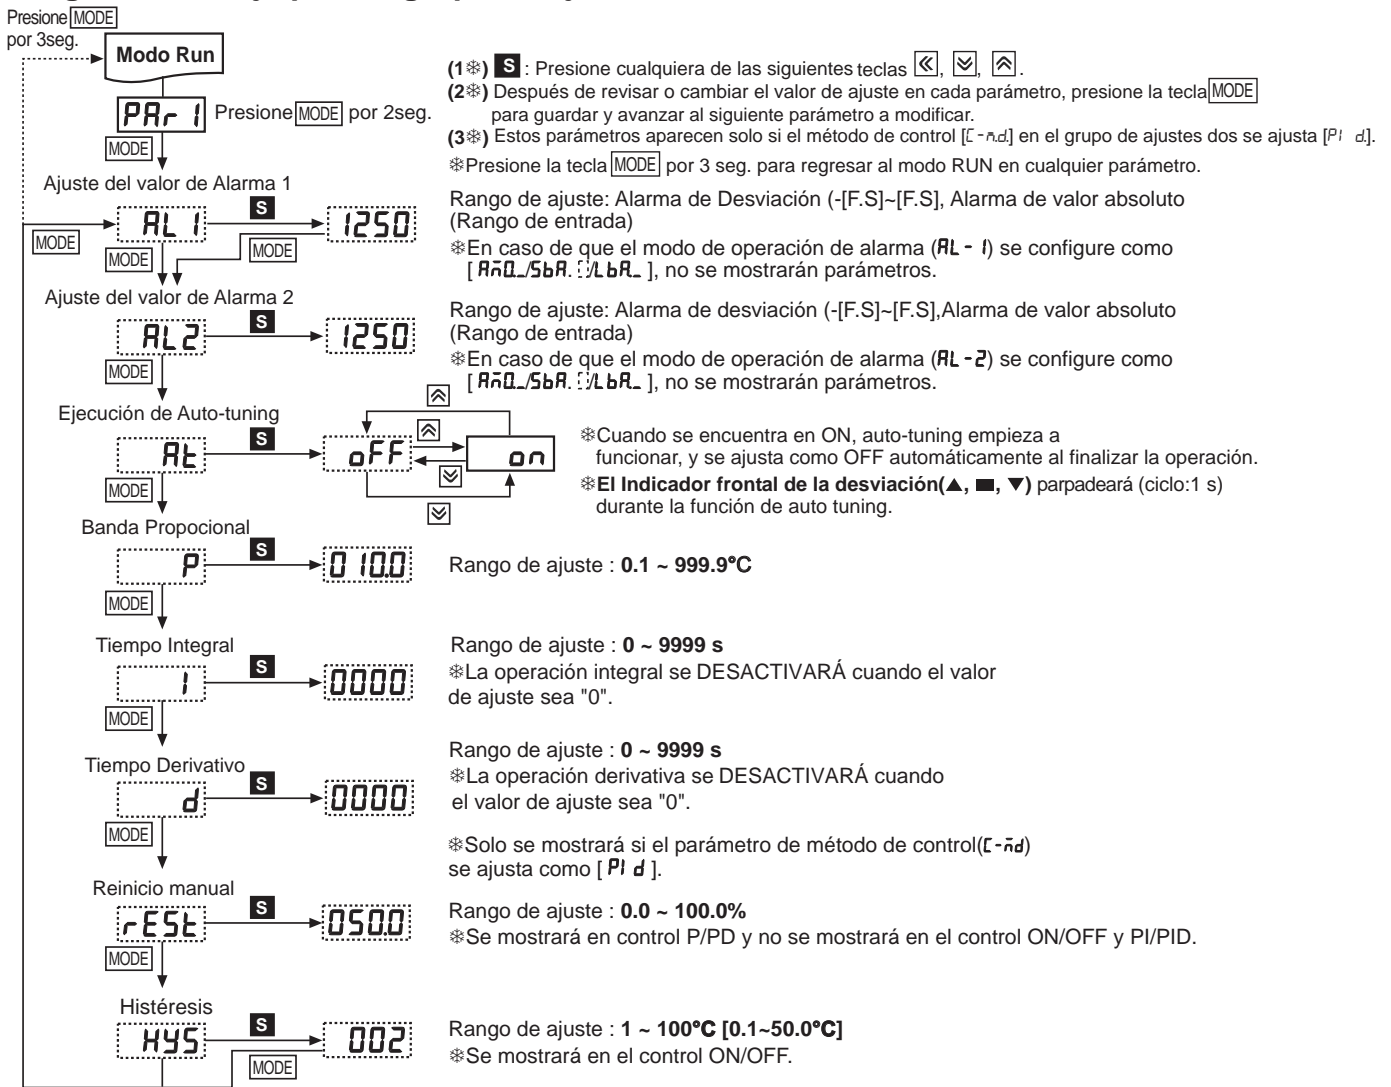 Presione MODE
por 3seg.
Modo Run
PAr1 Presione MODE por 2seg.
MODE
(1❈) S : Presione cualquiera de las siguientes teclas «, , .
(2❈) Después de revisar o cambiar el valor de ajuste en cada parámetro, presione la tecla MODE
para guardar y avanzar al siguiente parámetro a modificar.
(3❈) Estos parámetros aparecen solo si el método de control [C-md] en el grupo de ajustes dos se ajusta [PI d].
❈Presione la tecla MODE por 3 seg. para regresar al modo RUN en cualquier parámetro.
Ajuste del valor de Alarma 1
AL1 S 1250
MODE MODE MODE
Rango de ajuste: Alarma de Desviación (-[F.S]~[F.S], Alarma de valor absoluto
(Rango de entrada)
❈En caso de que el modo de operación de alarma (AL-1) se configure como
[ Am0._/SbA. /LbA._ ], no se mostrarán parámetros.
Ajuste del valor de Alarma 2
AL2 S 1250
MODE
Rango de ajuste: Alarma de desviación (-[F.S]~[F.S],Alarma de valor absoluto
(Rango de entrada)
❈En caso de que el modo de operación de alarma (AL-2) se configure como
[ Am0._/SbA. /LbA._ ], no se mostrarán parámetros.
Ejecución de Auto-tuning
At S oFF on
MODE
❈Cuando se encuentra en ON, auto-tuning empieza a
funcionar, y se ajusta como OFF automáticamente al finalizar la operación.
❈El Indicador frontal de la desviación(▲, ■, ▼) parpadeará (ciclo:1 s)
durante la función de auto tuning.
Banda Propocional
P S 010.0
MODE
Rango de ajuste : 0.1 ~ 999.9°C
Tiempo Integral
I S 0000
MODE
Rango de ajuste : 0 ~ 9999 s
❈La operación integral se DESACTIVARÁ cuando el valor
de ajuste sea "0".
Tiempo Derivativo
d S 0000
MODE
Rango de ajuste : 0 ~ 9999 s
❈La operación derivativa se DESACTIVARÁ cuando
el valor de ajuste sea "0".
❈Solo se mostrará si el parámetro de método de control(C-md)
se ajusta como [ PI d ].
Reinicio manual
rESt S 050.0
MODE
Rango de ajuste : 0.0 ~ 100.0%
❈Se mostrará en control P/PD y no se mostrará en el control ON/OFF y PI/PID.
Histéresis
HYS S 002
MODE
Rango de ajuste : 1 ~ 100°C [0.1~50.0°C]
❈Se mostrará en el control ON/OFF.